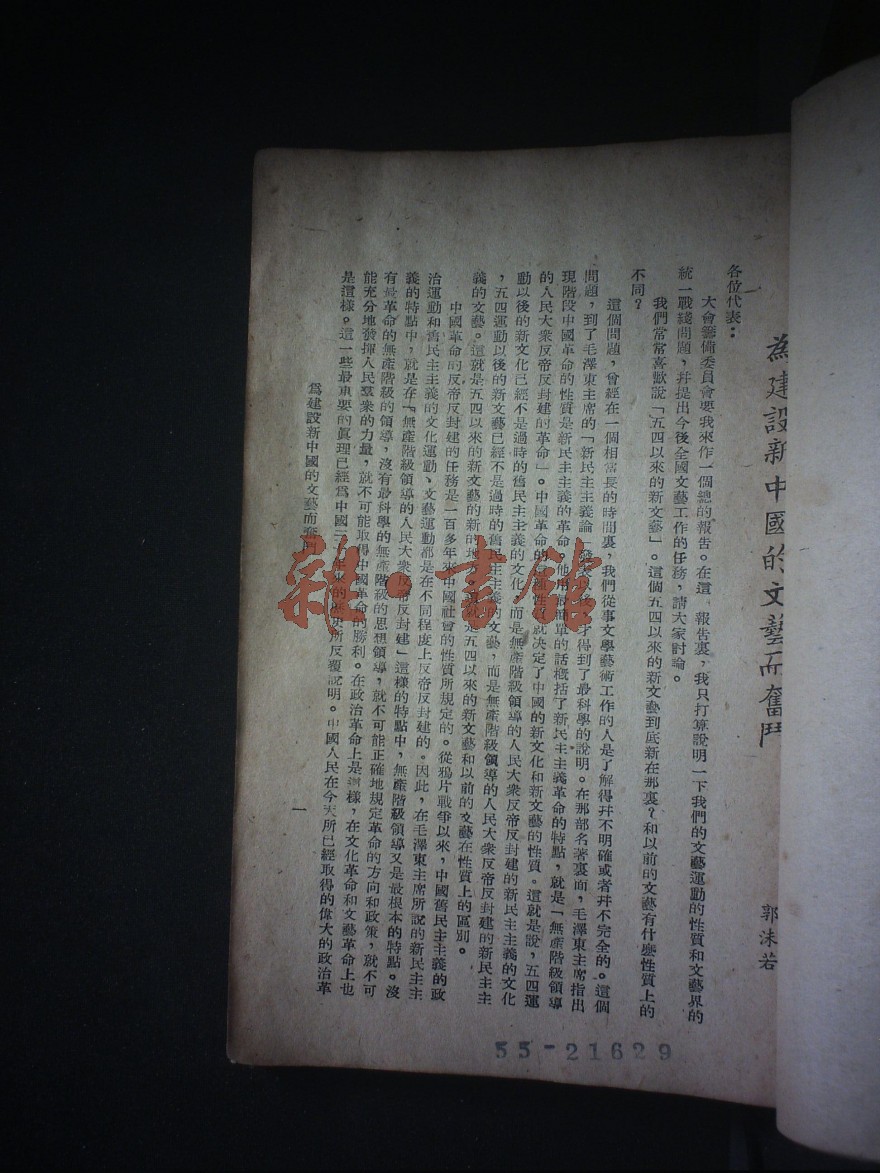 為建設新中國的文藝而奮鬥
郭沫若
各位代表：
大會籌備委員會要我來作一個總的報告。在這 報告裏，我只打算說明一下我們的文藝運動的性質和文藝界的
統一戰綫問題，并提出今後全國文藝工作的任務，請大家討論。
我們常常喜歡說「五四以來的新文藝」。這個五四以來的新文藝到底新在那裏？和以前的文藝有什麼性質上的
不同？
這個問題，曾經在一個相當長的時間裏，我們從事文學藝術工作的人是了解得并不明確或者并不完全的。這個
問題，到了毛澤東主席的「新民主主義論」發表以後，才得到了最科學的說明。在那部名著裏面，毛澤東主席指出
現階段中國革命的性質是新民主主義的革命。他用最簡單的話概括了新民主主義革命的特點，就是「無產階級領導
的人民大衆反帝反封建的革命」。中國革命的這種性質就決定了中國的新文化和新文藝的性質。這就是說，五四運
動以後的新文化已經不是過時的舊民主主義的文化，而是無產階級領導的人民大衆反帝反封建的新民主主義的文化
，五四運動以後的新文藝已經不是過時的舊民主主義的文藝，而是無產階級領導的人民大衆反帝反封建的新民主主
義的文藝。這就是五四以來的新文藝的新的地方。這就是五四以來的新文藝和以前的文藝在性質上的區別。
中國革命的反帝反封建的任務是一百多年來中國社會的性質所規定的。從鴉片戰爭以來，中國舊民主主義的政
治運動和舊民主主義的文化運動、文藝運動都是在不同程度上反帝反封建的。因此，在毛澤東主席所說的新民主主
義的特點中，就是在「無產階級領導的人民大衆反帝反封建」這樣的特點中，無產階級領導又是最根本的特點。沒
有最革命的無產階級的領導，沒有最科學的無產階級的思想領導，就不可能正確地規定革命的方向和政策，就不可
能充分地發揮人民羣衆的力量，就不可能取得中國革命的勝利。在政治革命上是這樣，在文化革命和文藝革命上也
是這樣。這一些最重要的眞理已經爲中國三十年來的歷史所反覆說明。中國人民在今天所已經取得的偉大的政治革
爲建設新中國的文藝而奮鬥
一
55-21629
雜·書館